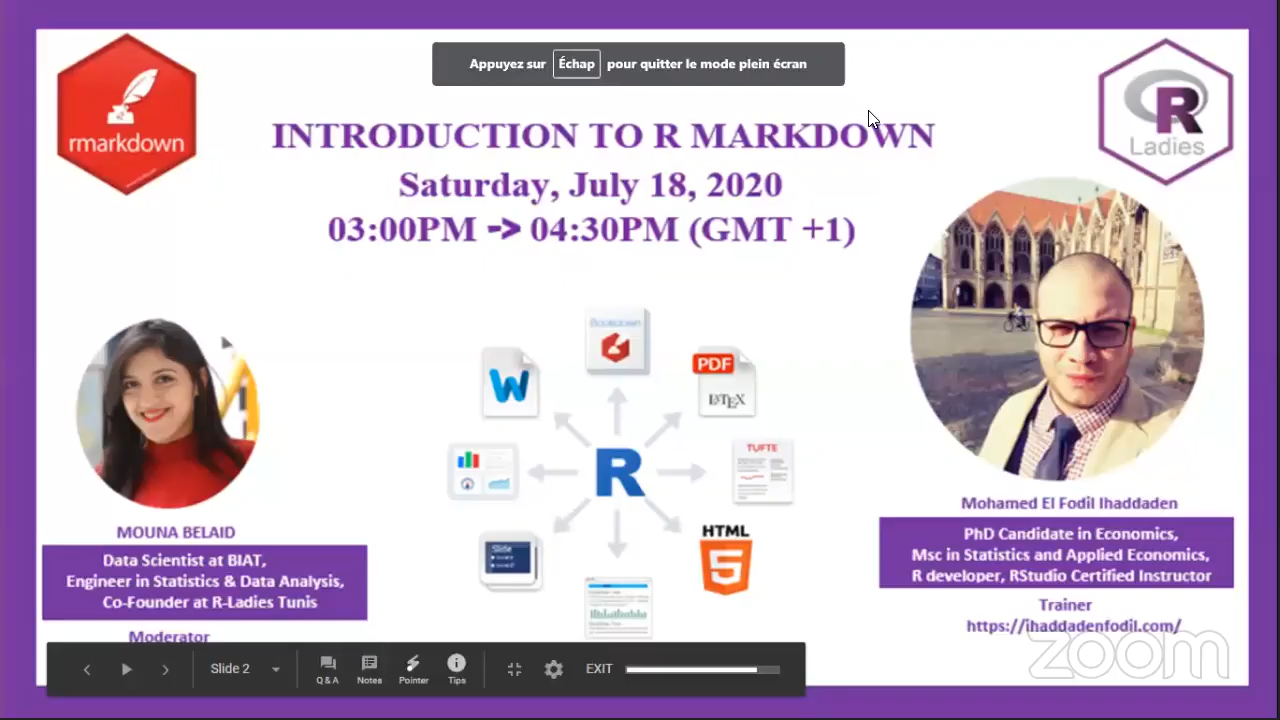 Appuyez sur Échap pour quitter le mode plein écran
rmarkdown
R
Ladies
INTRODUCTION TO R MARKDOWN
Saturday, July 18, 2020
03:00PM -> 04:30PM (GMT +1)
Bookdown
W
PDF
LATEX
TUFTE
R
HTML
5
Slide
MOUNA BELAID
Data Scientist at BIAT,
Engineer in Statistics & Data Analysis,
Co-Founder at R-Ladies Tunis
Moderator
Mohamed El Fodil Ihaddaden
PhD Candidate in Economics,
Msc in Statistics and Applied Economics,
R developer, RStudio Certified Instructor
Trainer
https://ihaddadenfodil.com/
zoom
Slide 2
Q & A
Notes
Pointer
Tips
EXIT